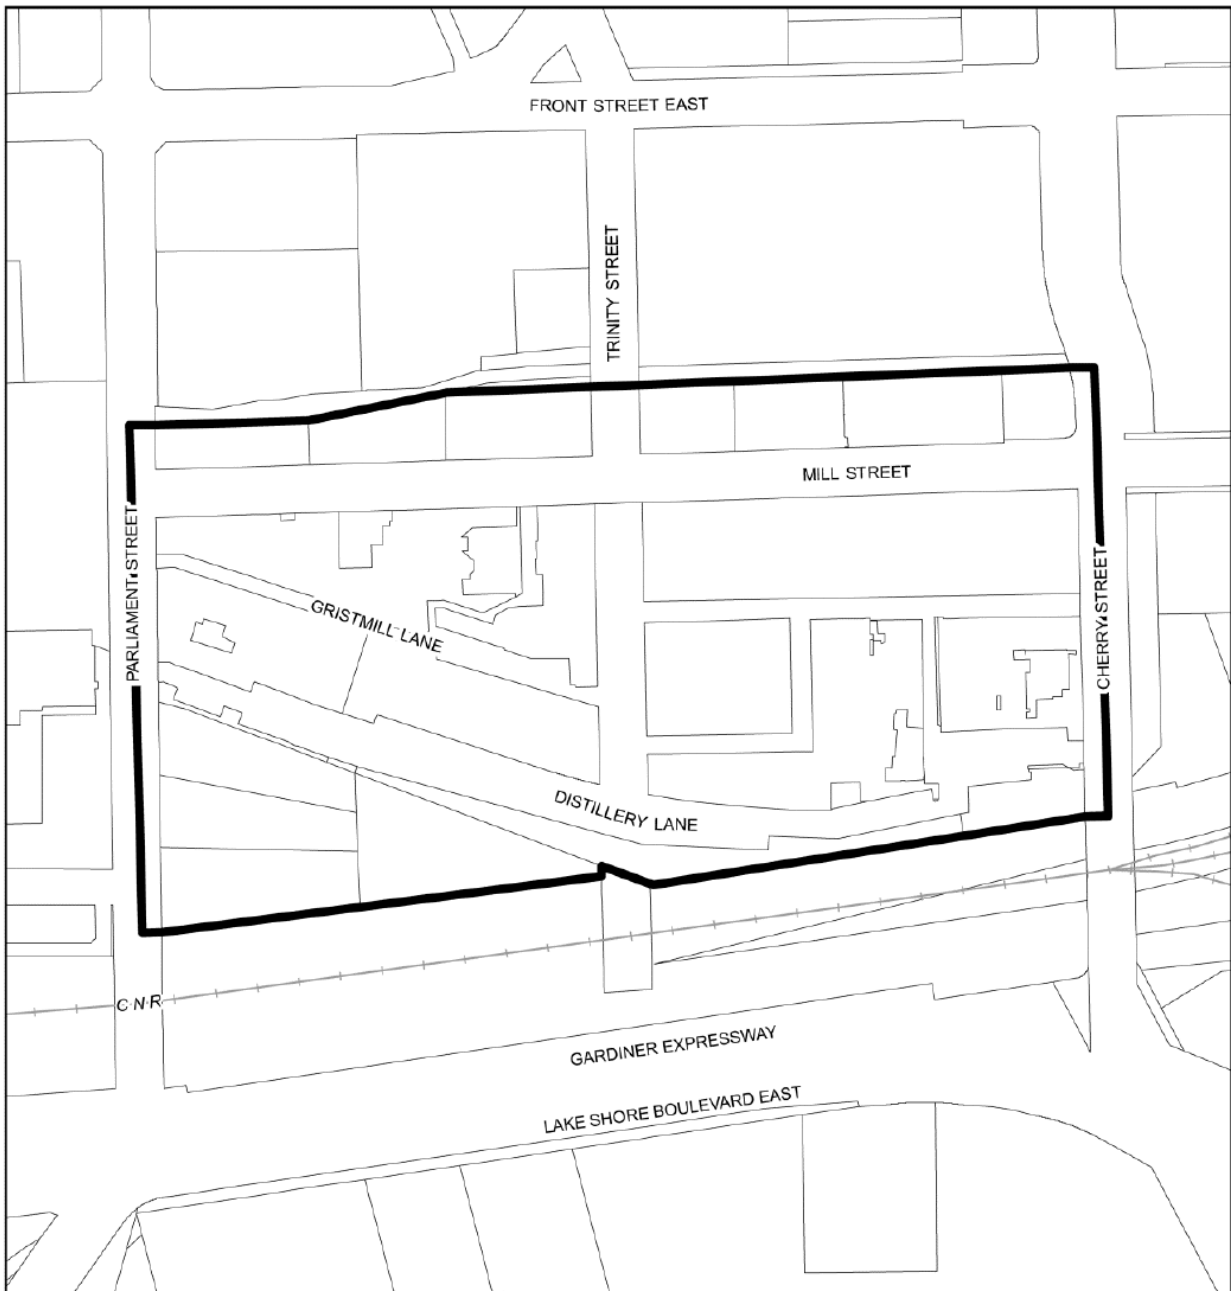 FRONT STREET EAST
TRINITY STREET
MILL STREET
PARLIAMENT STREET
GRISTMILL LANE
CHERRY STREET
DISTILLERY LANE
C N R
GARDINER EXPRESSWAY
LAKE SHORE BOULEVARD EAST